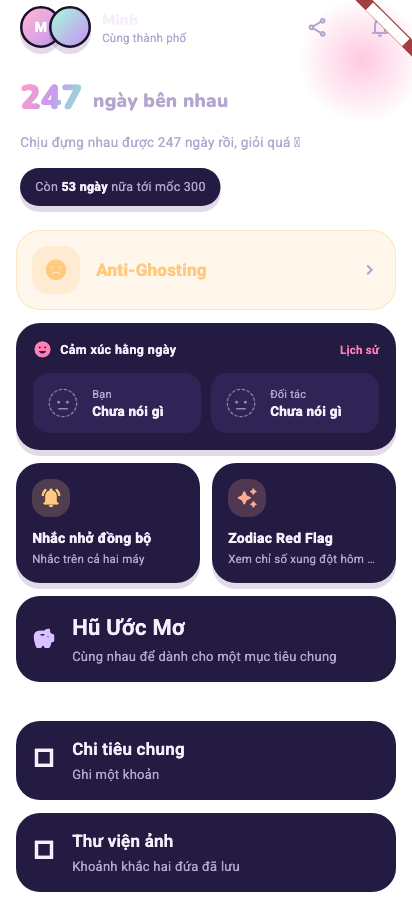 M
Minh
Cùng thành phố
247 ngày bên nhau
Chịu đựng nhau được 247 ngày rồi, giỏi quá
Còn 53 ngày nữa tới mốc 300
Anti-Ghosting
Cảm xúc hằng ngày
Lịch sử
Bạn
Chưa nói gì
Đối tác
Chưa nói gì
Nhắc nhở đồng bộ
Nhắc trên cả hai máy
Zodiac Red Flag
Xem chỉ số xung đột hôm ...
Hũ Ước Mơ
Cùng nhau để dành cho một mục tiêu chung
Chi tiêu chung
Ghi một khoản
Thư viện ảnh
Khoảnh khắc hai đứa đã lưu